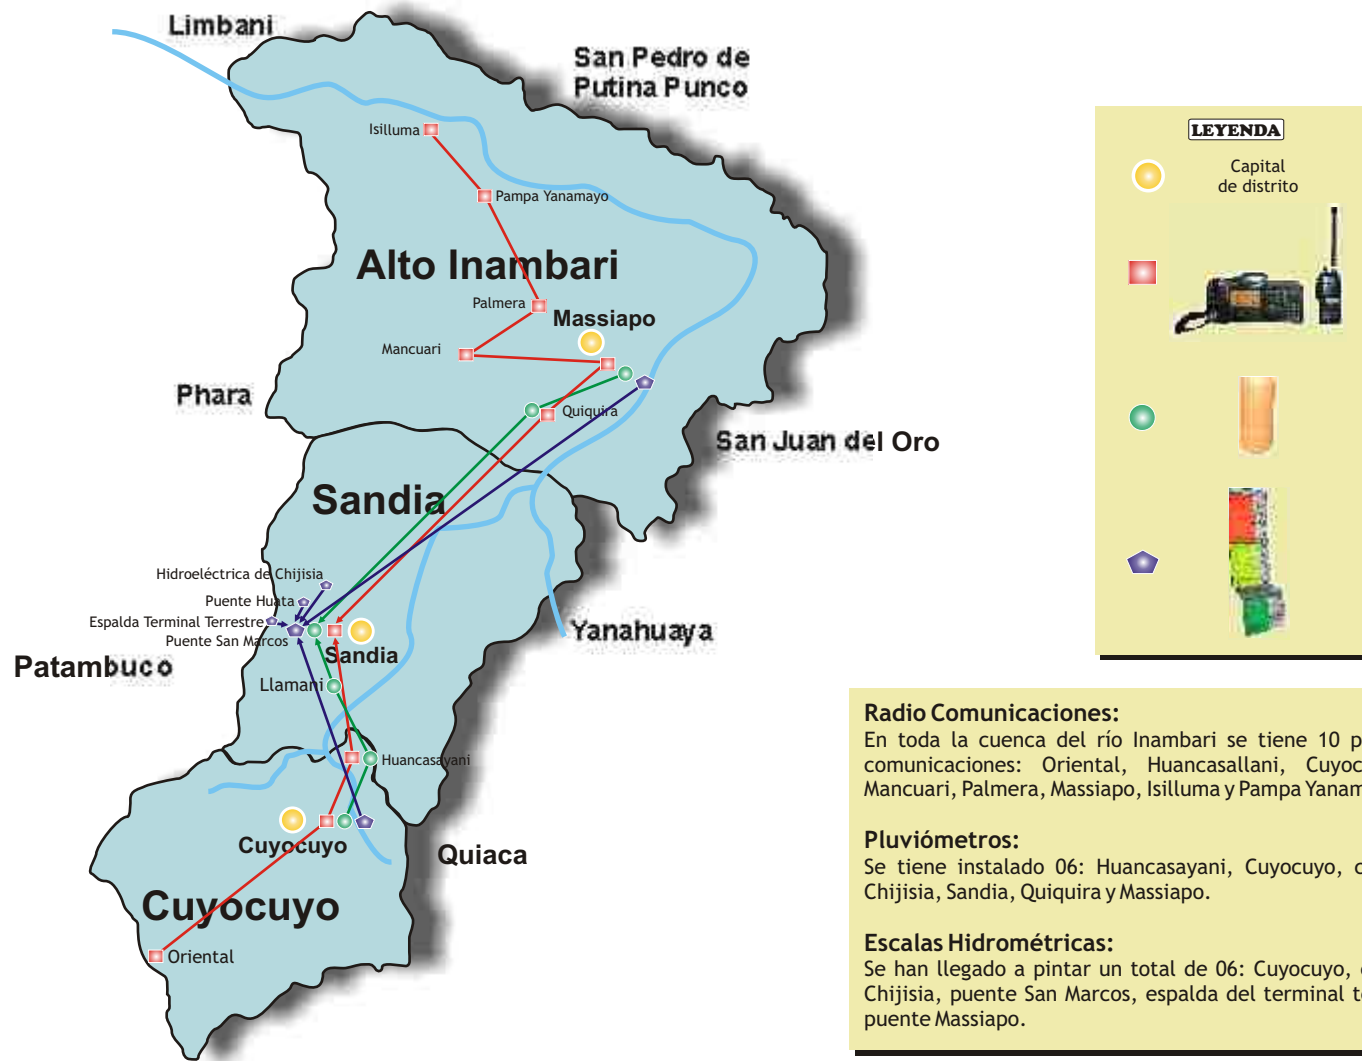 Limbani
San Pedro de
Putina Punco
Isilluma
Pampa Yanamayo
Alto Inambari
Palmera
Massiapo
Mancuari
Phara
Quiquira
San Juan del Oro
Sandia
Hidroeléctrica de Chijisia
Puente Huata
Espalda Terminal Terrestre
Puente San Marcos
Yanahuaya
Sandia
Patambuco
Llamani
Huancasayani
Cuyocuyo
Quiaca
Cuyocuyo
Oriental
LEYENDA
Capital
de distrito
Radio Comunicaciones:
En toda la cuenca del río Inambari se tiene 10 p
comunicaciones: Oriental, Huancasallani, Cuyoc
Mancuari, Palmera, Massiapo, Isilluma y Pampa Yanam
Pluviómetros:
Se tiene instalado 06: Huancasayani, Cuyocuyo, c
Chijisia, Sandia, Quiquira y Massiapo.
Escalas Hidrométricas:
Se han llegado a pintar un total de 06: Cuyocuyo,
Chijisia, puente San Marcos, espalda del terminal t
puente Massiapo.